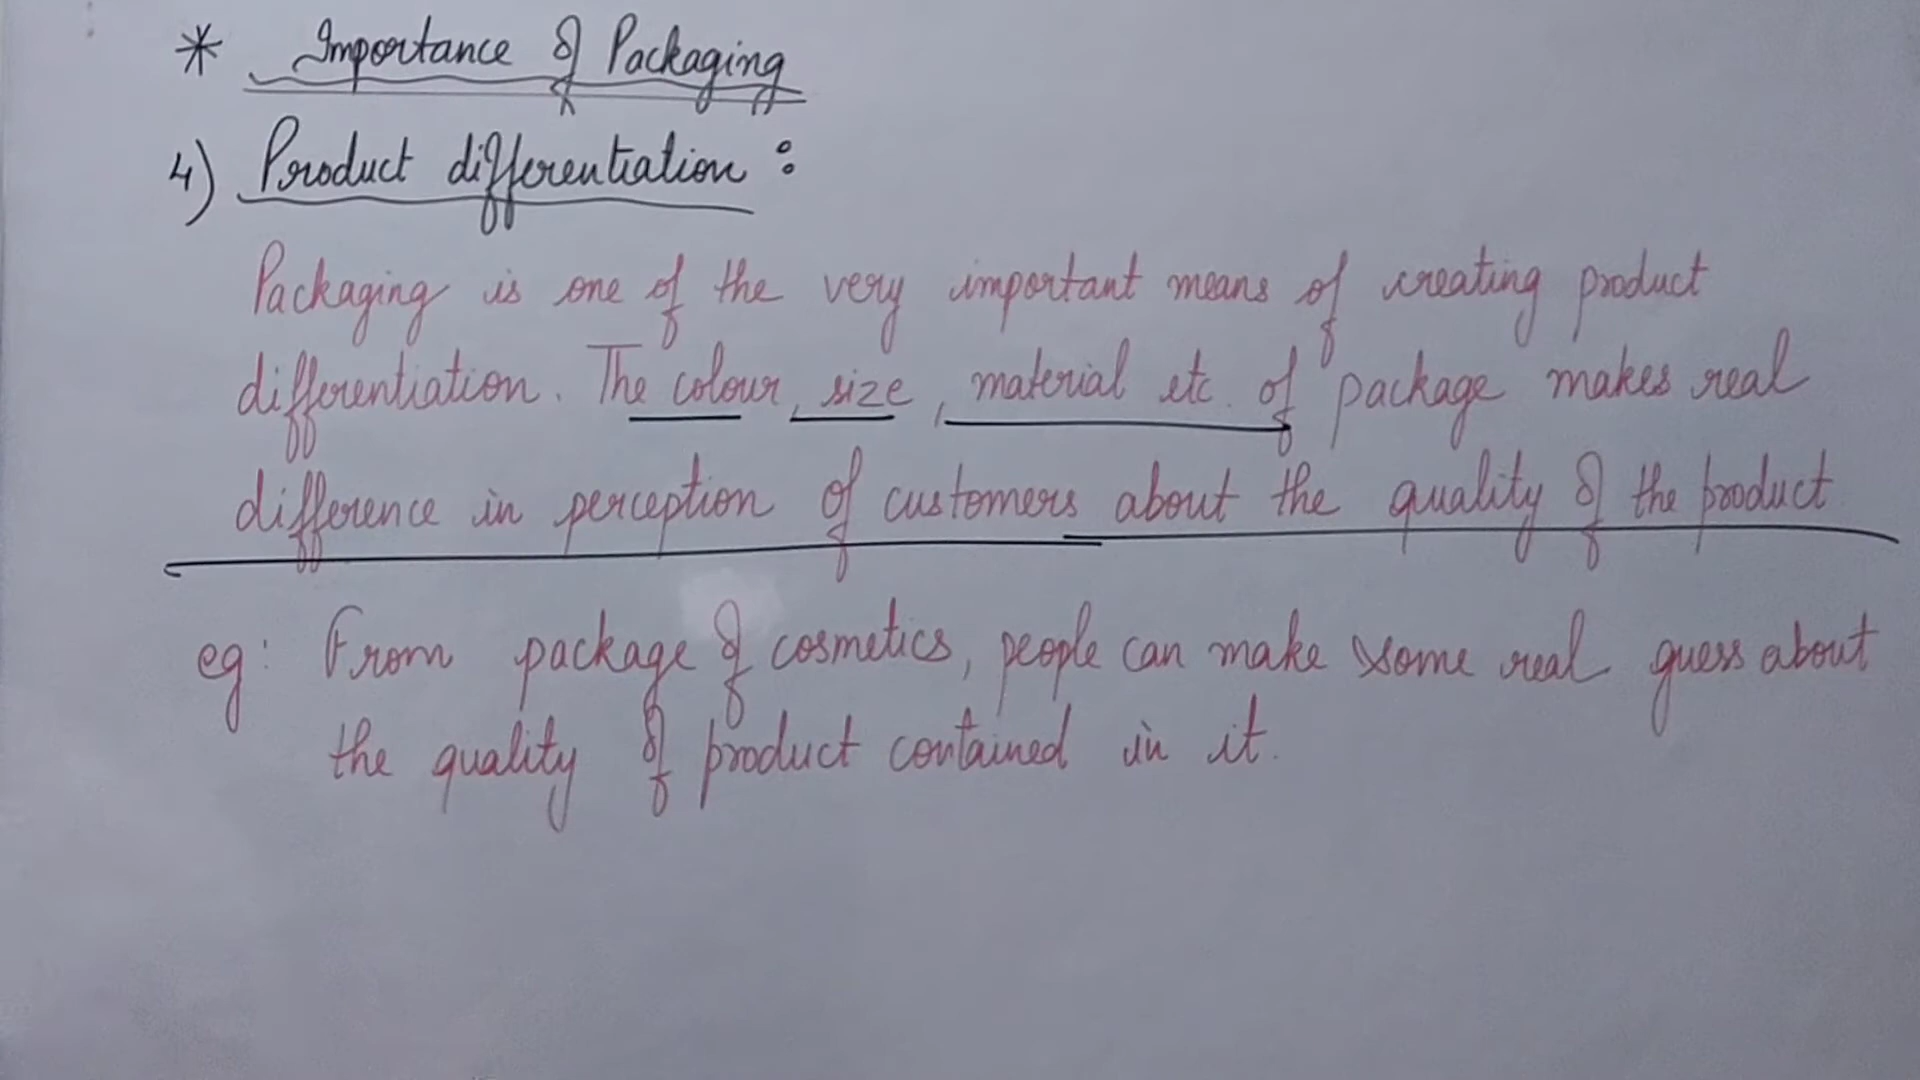 * Importance of Packaging
4) Product differentiation :
Packaging is one of the very important means of creating product
differentiation. The colour, size, material etc. of package makes real
difference in perception of customers about the quality of the product
eg: From package of cosmetics, people can make some real guess about
the quality of product contained in it.